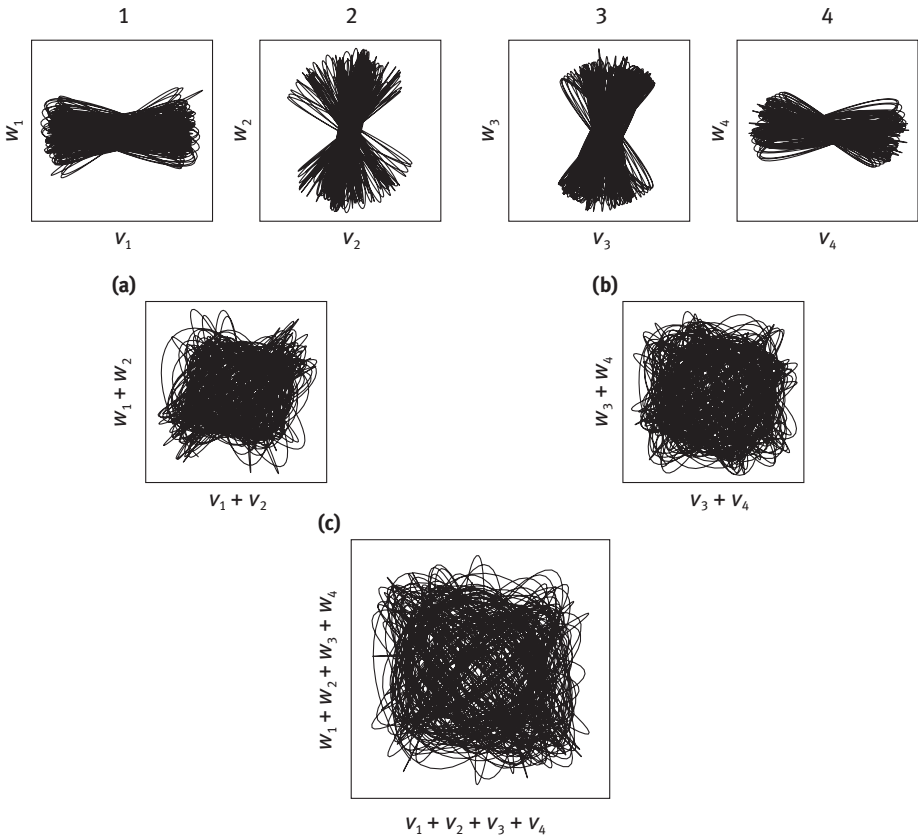 1 2 3 4
w₁ w₂ w₃ w₄
v₁ v₂ v₃ v₄
(a) (b)
w₁ + w₂ w₃ + w₄
v₁ + v₂ v₃ + v₄
(c)
w₁ + w₂ + w₃ + w₄
v₁ + v₂ + v₃ + v₄